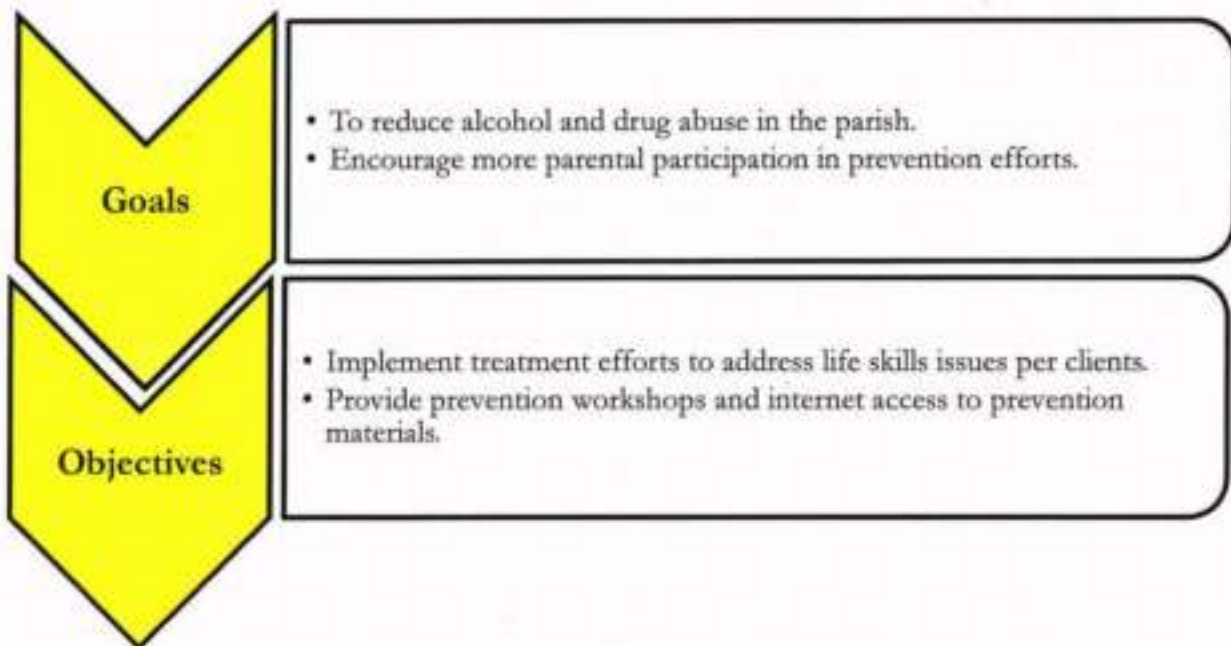 Goals
• To reduce alcohol and drug abuse in the parish.
• Encourage more parental participation in prevention efforts.
Objectives
• Implement treatment efforts to address life skills issues per clients.
• Provide prevention workshops and internet access to prevention
materials.